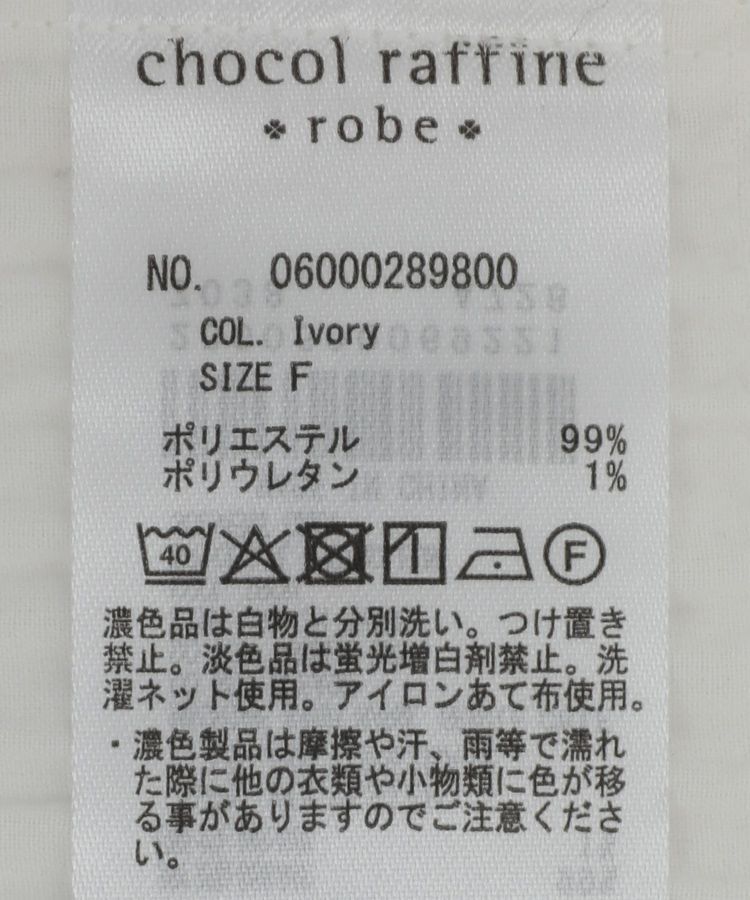 chocol raffine
robe
NO. 06000289800
COL. Ivory
SIZE F
ポリエステル 99%
ポリウレタン 1%
40 F
濃色品は白物と分別洗い。つけ置き
禁止。淡色品は蛍光増白剤禁止。洗
濯ネット使用。アイロンあて布使用。
・濃色製品は摩擦や汗、雨等で濡れ
た際に他の衣類や小物類に色が移
る事がありますのでご注意くださ
い。